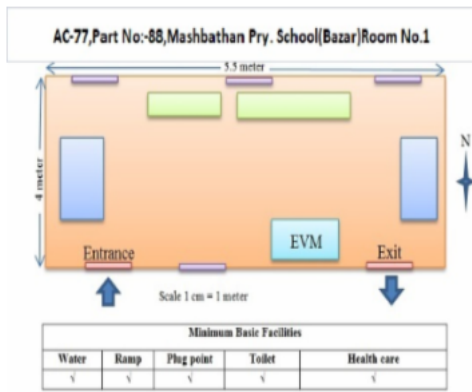 AC-77,Part No:-88,Mashbathan Pry. School(Bazar)Room No.1
5.5 meter
4 meter
N
EVM
Entrance
Exit
Scale 1 cm = 1 meter
Minimum Basic Facilities
Water Ramp Plug point Toilet Health care
√ √ √ √ √